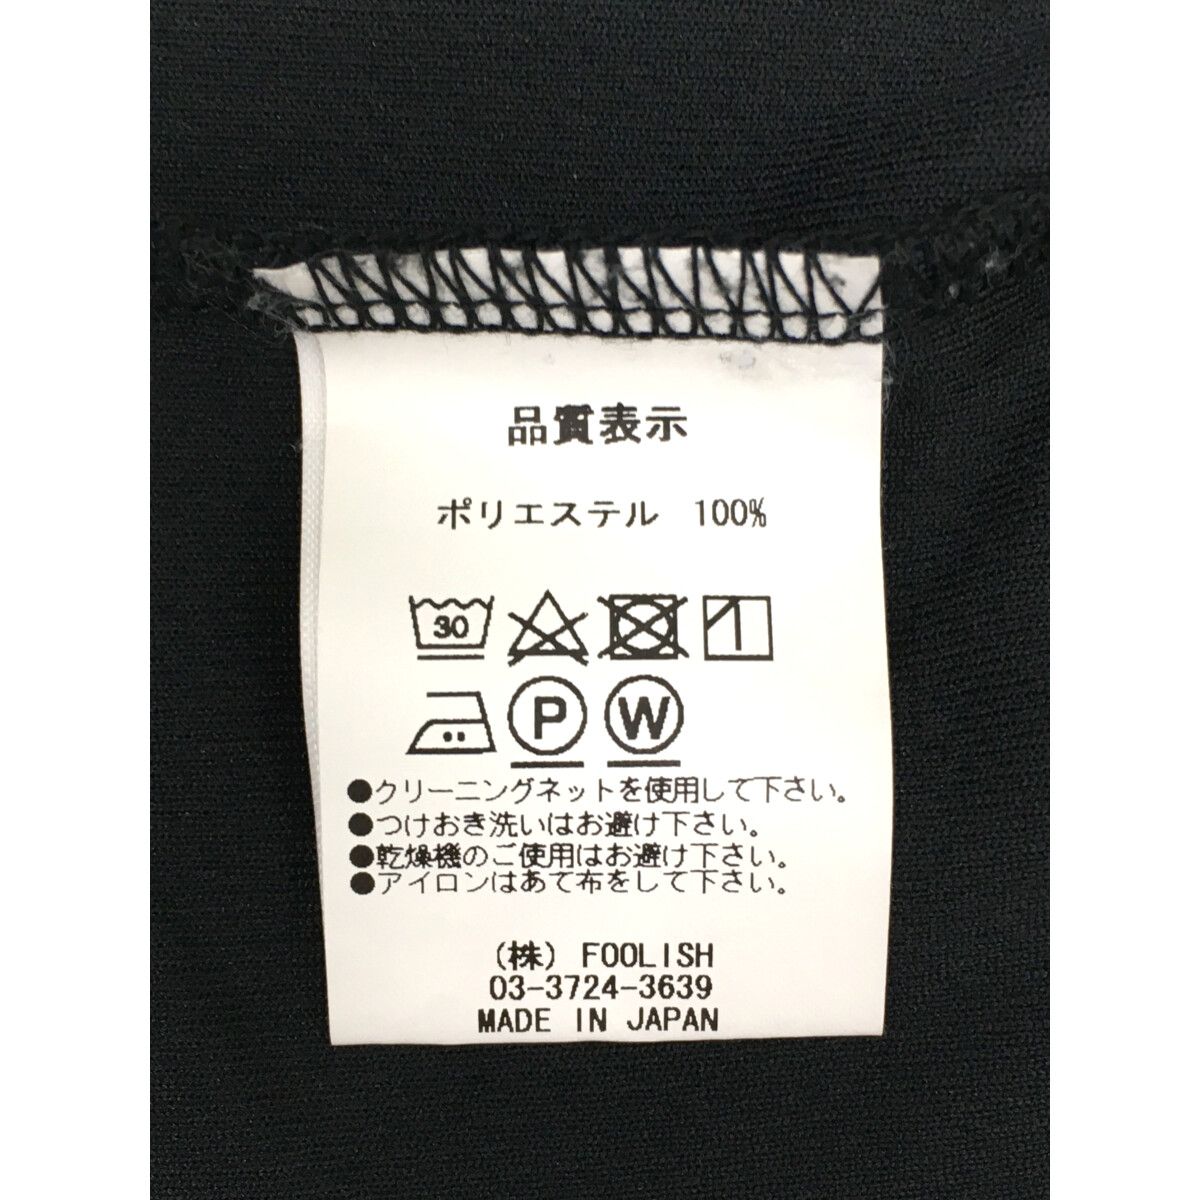 品質表示
ポリエステル 100%
30
P W
●クリーニングネットを使用して下さい。
●つけおき洗いはお避け下さい。
●乾燥機のご使用はお避け下さい。
●アイロンはあて布をして下さい。
(株) FOOLISH
03-3724-3639
MADE IN JAPAN